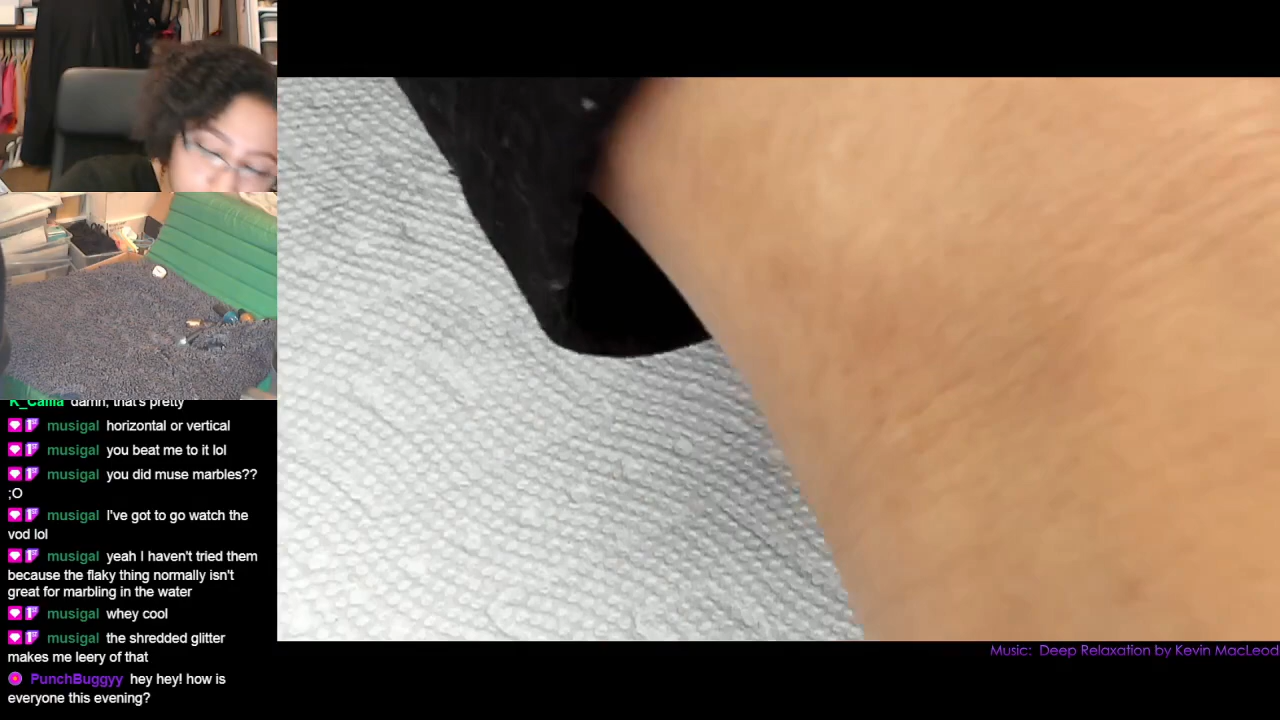 K_Calla damn, that's pretty
musigal horizontal or vertical
musigal you beat me to it lol
musigal you did muse marbles??
;O
musigal I've got to go watch the
vod lol
musigal yeah I haven't tried them
because the flaky thing normally isn't
great for marbling in the water
musigal whey cool
musigal the shredded glitter
makes me leery of that
PunchBuggyy hey hey! how is
everyone this evening?
Music: Deep Relaxation by Kevin MacLeod